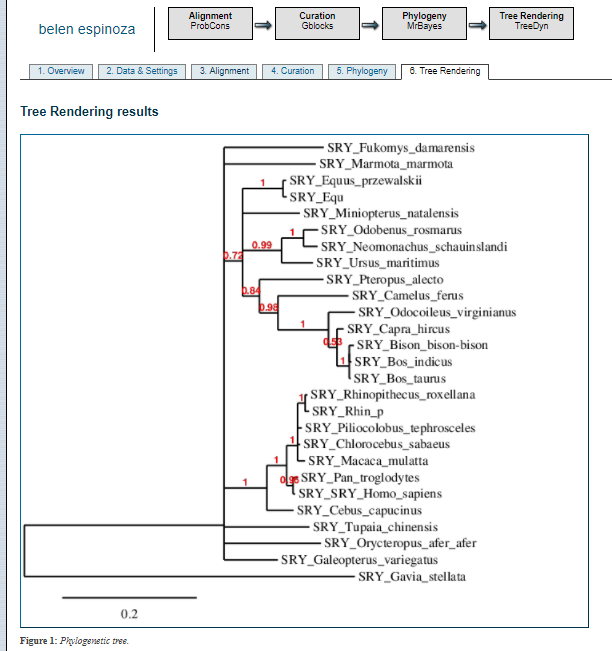 belen espinoza
Alignment
ProbCons
Curation
Gblocks
Phylogeny
MrBayes
Tree Rendering
TreeDyn
1. Overview
2. Data & Settings
3. Alignment
4. Curation
5. Phylogeny
6. Tree Rendering
Tree Rendering results
SRY_Fukomys_damarensis
SRY_Marmota_marmota
1
SRY_Equus_przewalskii
SRY_Equ
SRY_Miniopterus_natalensis
1
SRY_Odobenus_rosmarus
0.99
SRY_Neomonachus_schauinslandi
0.72
SRY_Ursus_maritimus
SRY_Pteropus_alecto
0.84
SRY_Camelus_ferus
0.98
SRY_Odocoileus_virginianus
1
SRY_Capra_hircus
0.53
SRY_Bison_bison-bison
1
SRY_Bos_indicus
SRY_Bos_taurus
1
SRY_Rhinopithecus_roxellana
SRY_Rhin_p
SRY_Piliocolobus_tephrosceles
1
SRY_Chlorocebus_sabaeus
1
SRY_Macaca_mulatta
1
SRY_Pan_troglodytes
SRY_SRY_Homo_sapiens
SRY_Cebus_capucinus
SRY_Tupaia_chinensis
SRY_Orycteropus_afer_afer
SRY_Galeopterus_variegatus
SRY_Gavia_stellata
0.2
Figure 1: Phylogenetic tree.